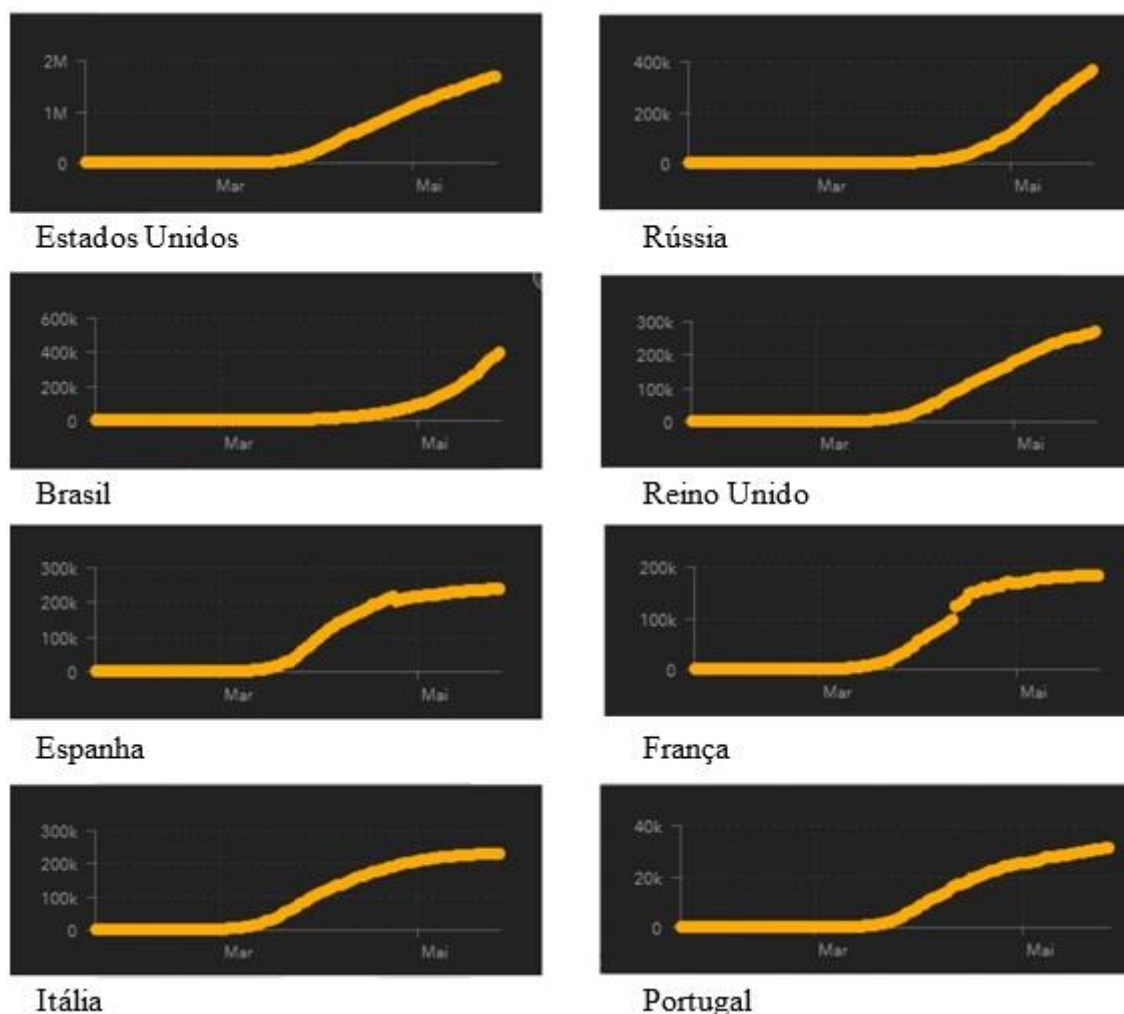 2M
1M
0
Mar
Mai
Estados Unidos
400k
200k
0
Mar
Mai
Rússia
600k
400k
200k
0
Mar
Mai
Brasil
300k
200k
100k
0
Mar
Mai
Reino Unido
300k
200k
100k
0
Mar
Mai
Espanha
200k
100k
0
Mar
Mai
França
300k
200k
100k
0
Mar
Mai
Itália
40k
20k
0
Mar
Mai
Portugal